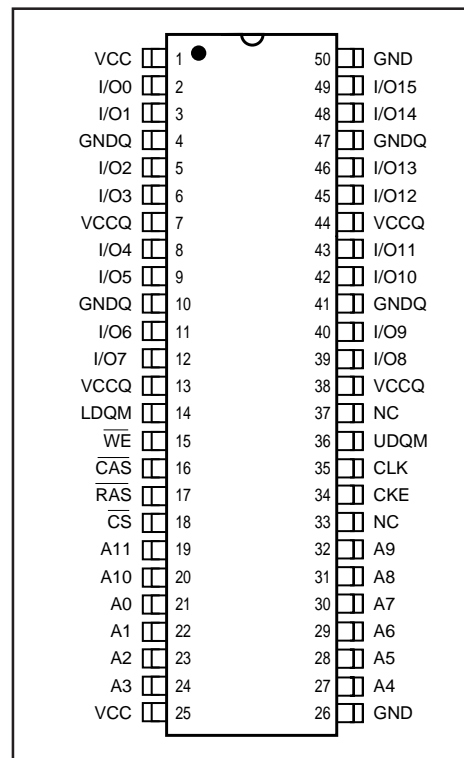 VCC 1 50 GND
I/O0 2 49 I/O15
I/O1 3 48 I/O14
GNDQ 4 47 GNDQ
I/O2 5 46 I/O13
I/O3 6 45 I/O12
VCCQ 7 44 VCCQ
I/O4 8 43 I/O11
I/O5 9 42 I/O10
GNDQ 10 41 GNDQ
I/O6 11 40 I/O9
I/O7 12 39 I/O8
VCCQ 13 38 VCCQ
LDQM 14 37 NC
WE 15 36 UDQM
CAS 16 35 CLK
RAS 17 34 CKE
CS 18 33 NC
A11 19 32 A9
A10 20 31 A8
A0 21 30 A7
A1 22 29 A6
A2 23 28 A5
A3 24 27 A4
VCC 25 26 GND